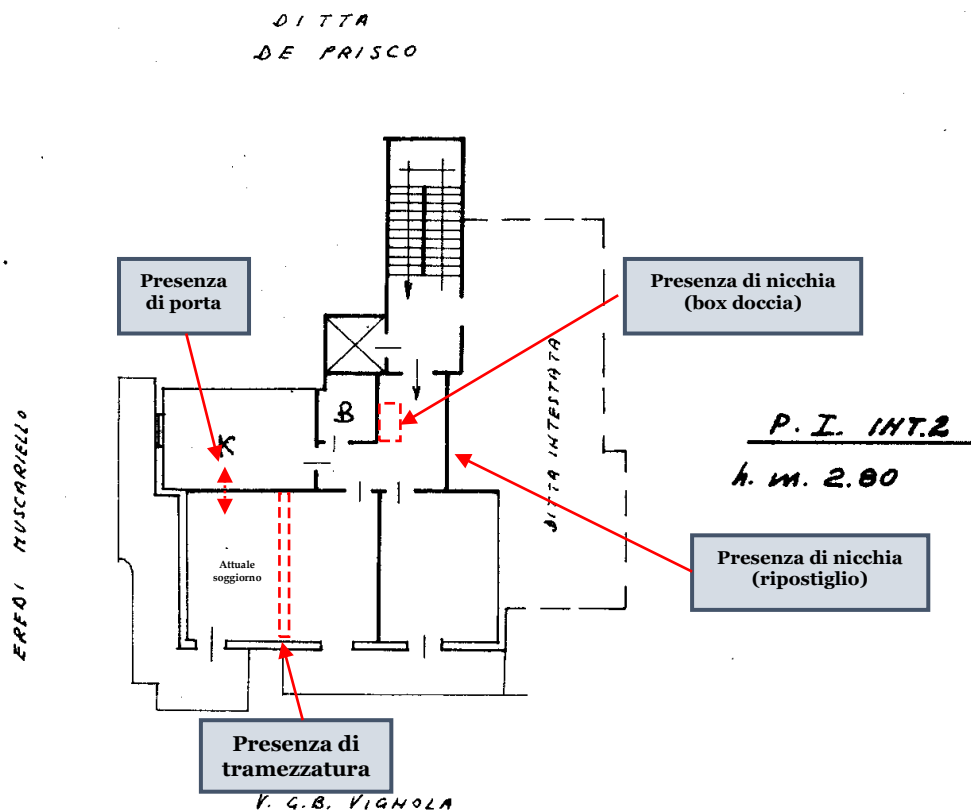 DITTA
DE PRISCO
Presenza
di porta
Presenza di nicchia
(box doccia)
EREDI MUSCARIELLO
K
B
DITTA INTESTATA
P. I. INT.2
h. m. 2.80
Attuale
soggiorno
Presenza di nicchia
(ripostiglio)
Presenza di
tramezzatura
V. G.B. VIGNOLA